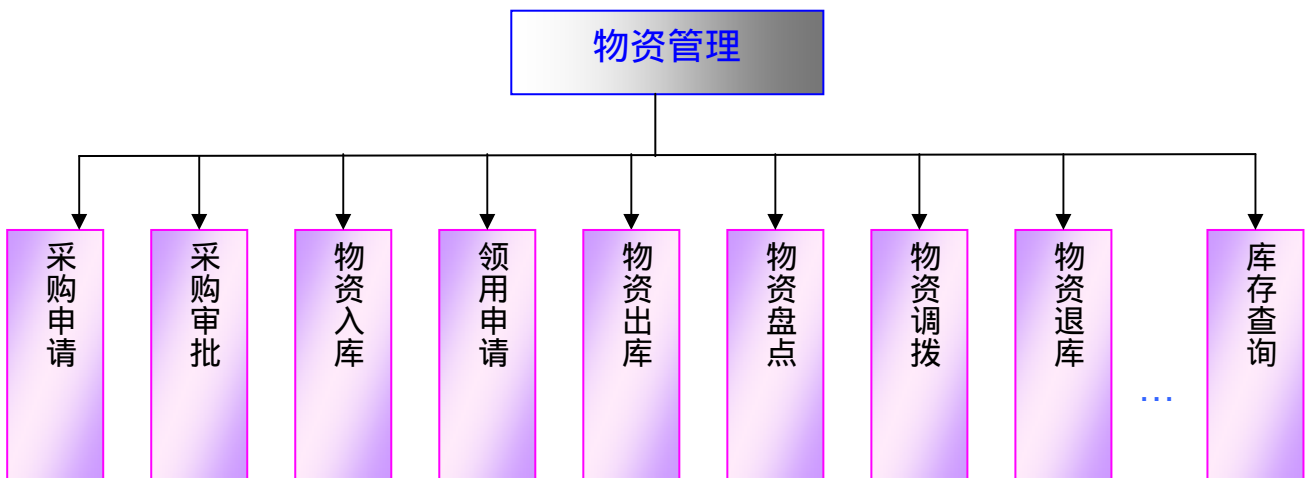 物资管理
采购申请
采购审批
物资入库
领用申请
物资出库
物资盘点
物资调拨
物资退库
…
库存查询